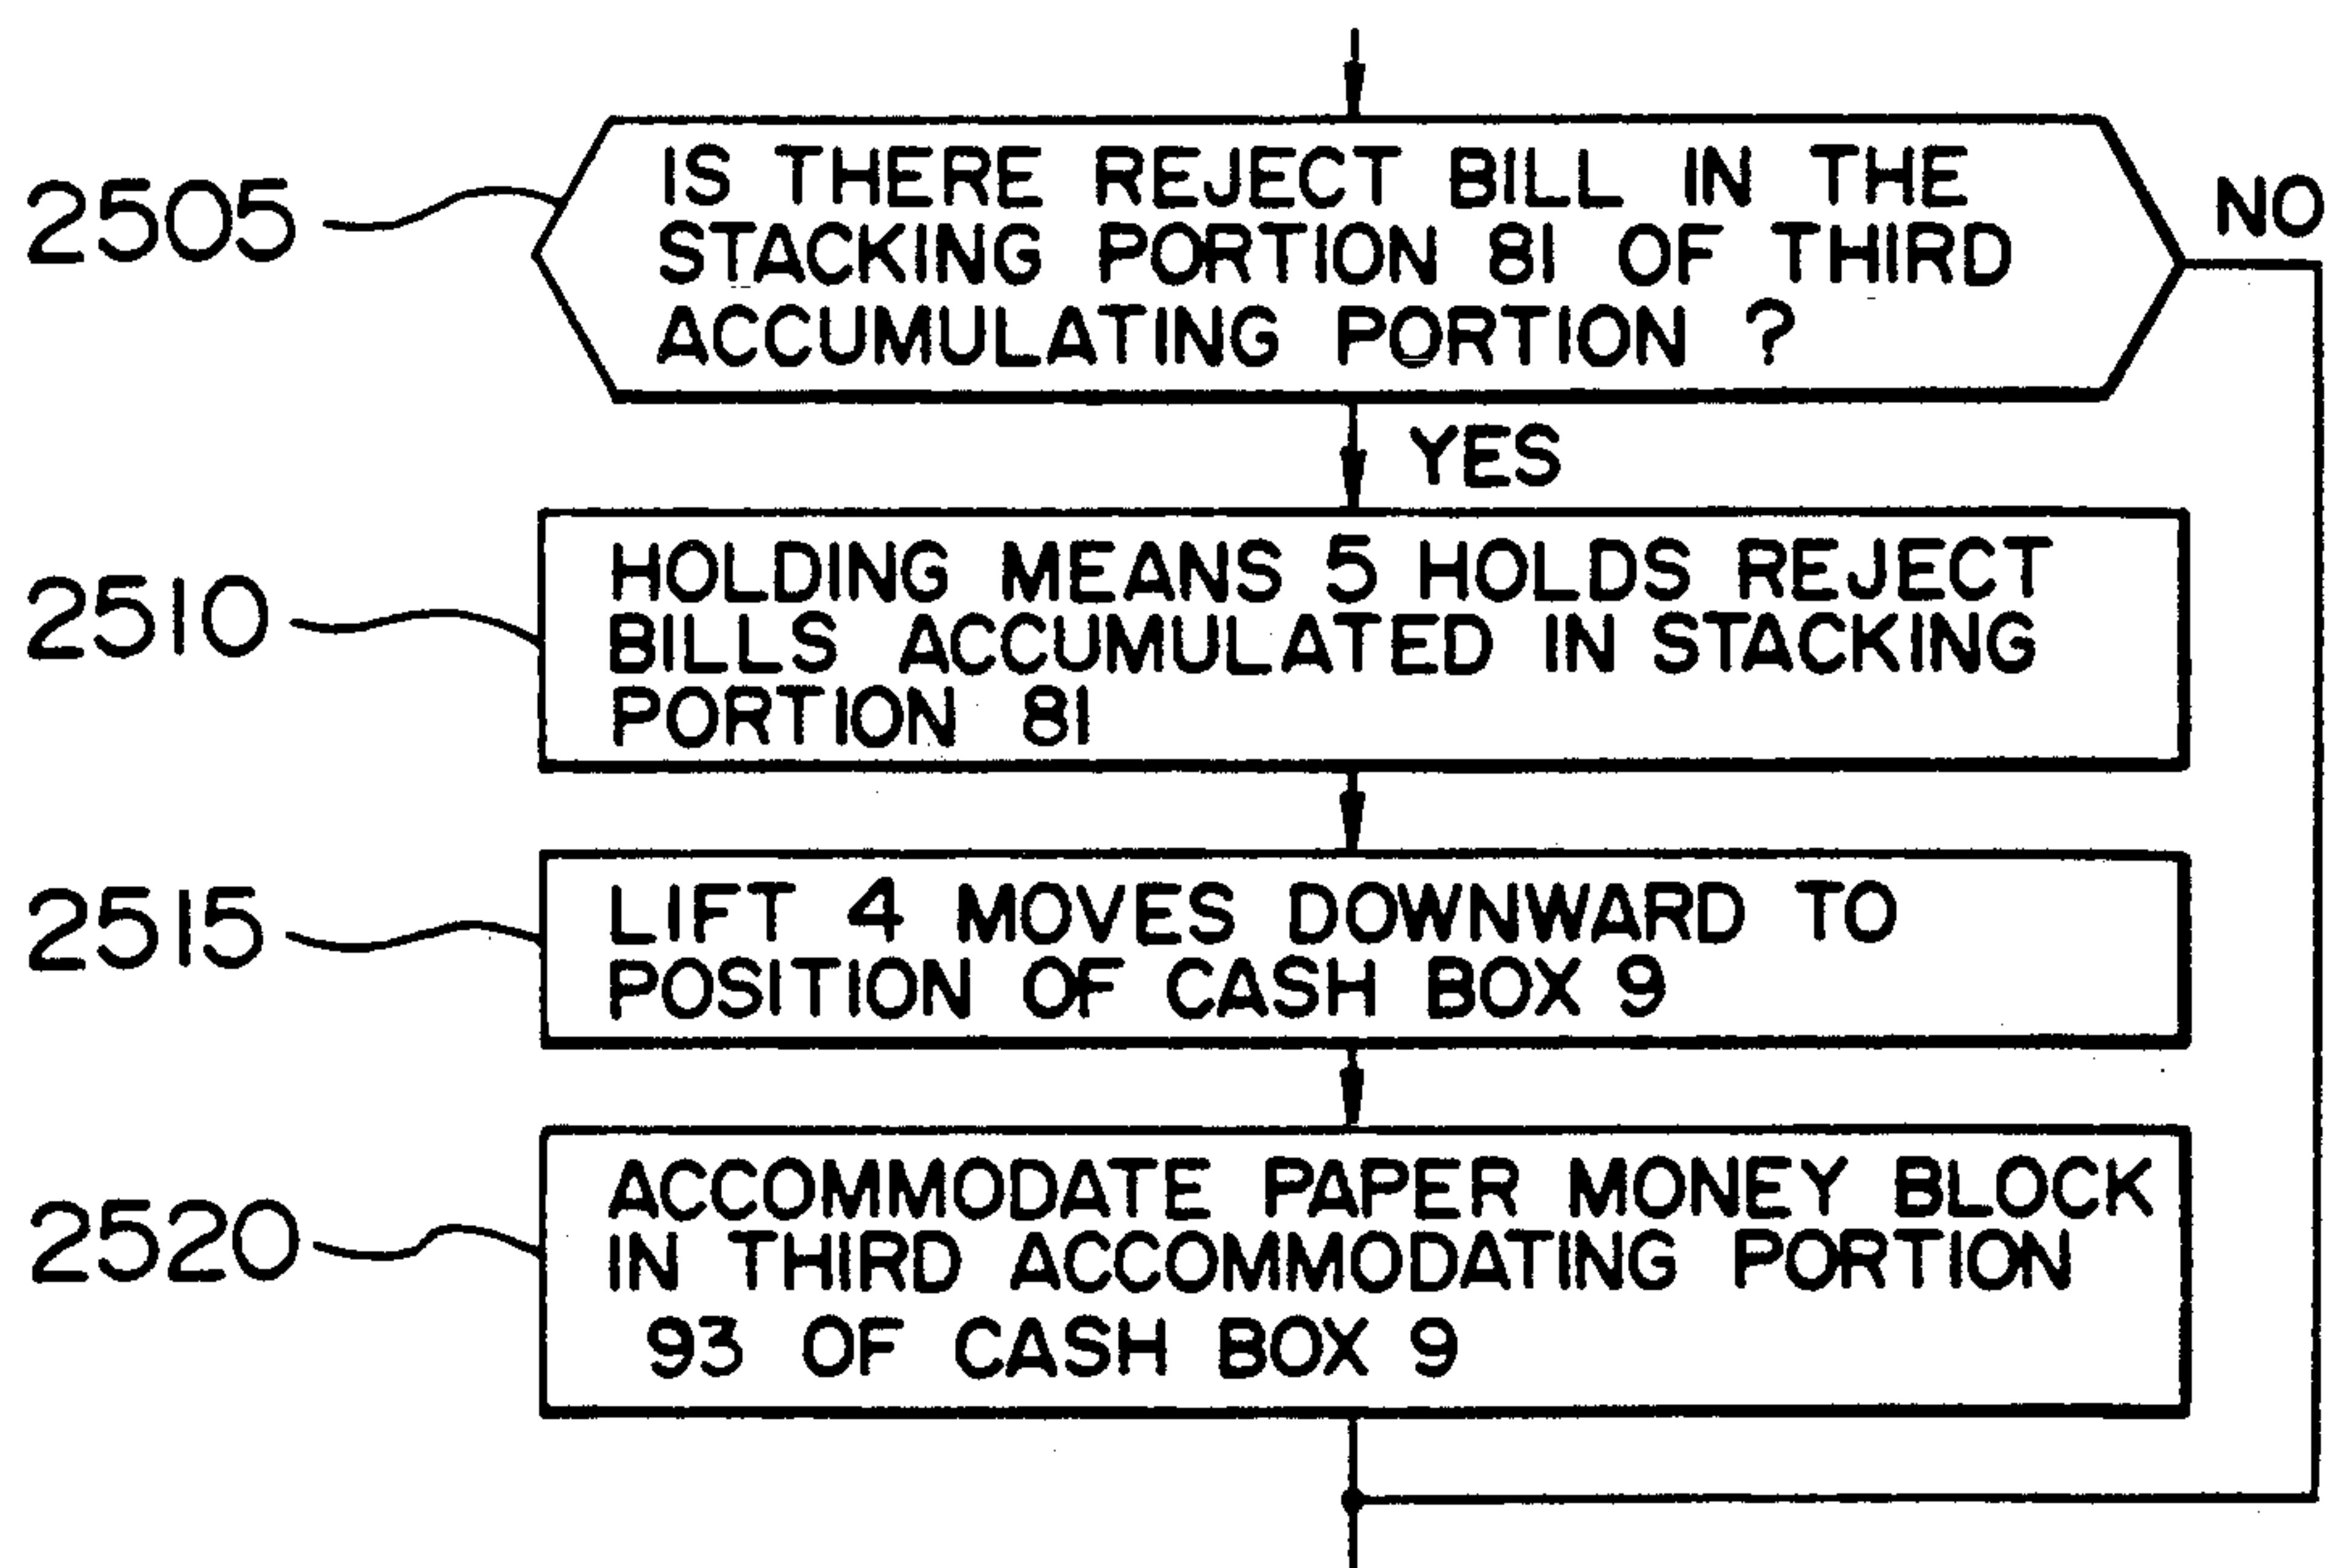 2505
IS THERE REJECT BILL IN THE
STACKING PORTION 81 OF THIRD
ACCUMULATING PORTION ?
NO
YES
2510
HOLDING MEANS 5 HOLDS REJECT
BILLS ACCUMULATED IN STACKING
PORTION 81
2515
LIFT 4 MOVES DOWNWARD TO
POSITION OF CASH BOX 9
2520
ACCOMMODATE PAPER MONEY BLOCK
IN THIRD ACCOMMODATING PORTION
93 OF CASH BOX 9